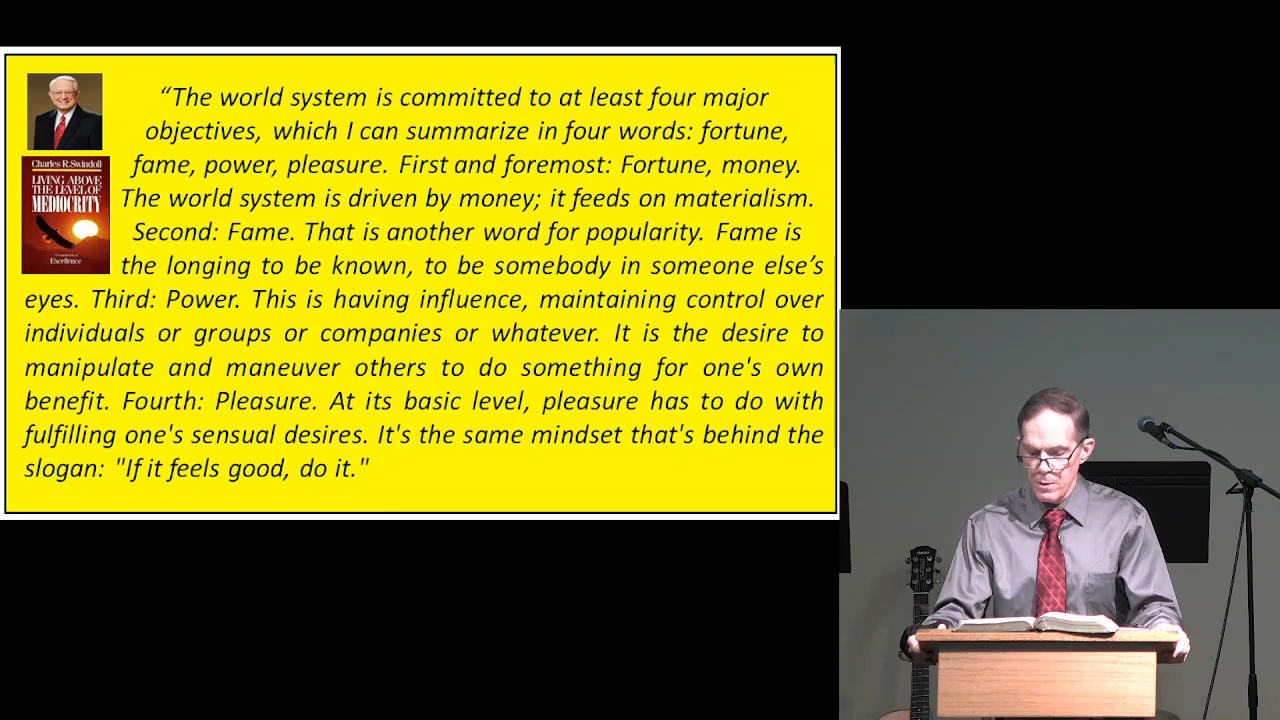 “The world system is committed to at least four major
objectives, which I can summarize in four words: fortune,
fame, power, pleasure. First and foremost: Fortune, money.
The world system is driven by money; it feeds on materialism.
Second: Fame. That is another word for popularity. Fame is
the longing to be known, to be somebody in someone else’s
eyes. Third: Power. This is having influence, maintaining control over
individuals or groups or companies or whatever. It is the desire to
manipulate and maneuver others to do something for one's own
benefit. Fourth: Pleasure. At its basic level, pleasure has to do with
fulfilling one's sensual desires. It's the same mindset that's behind the
slogan: "If it feels good, do it."
Charles R. Swindoll
LIVING ABOVE
THE LEVEL OF
MEDIOCRITY
Excellence